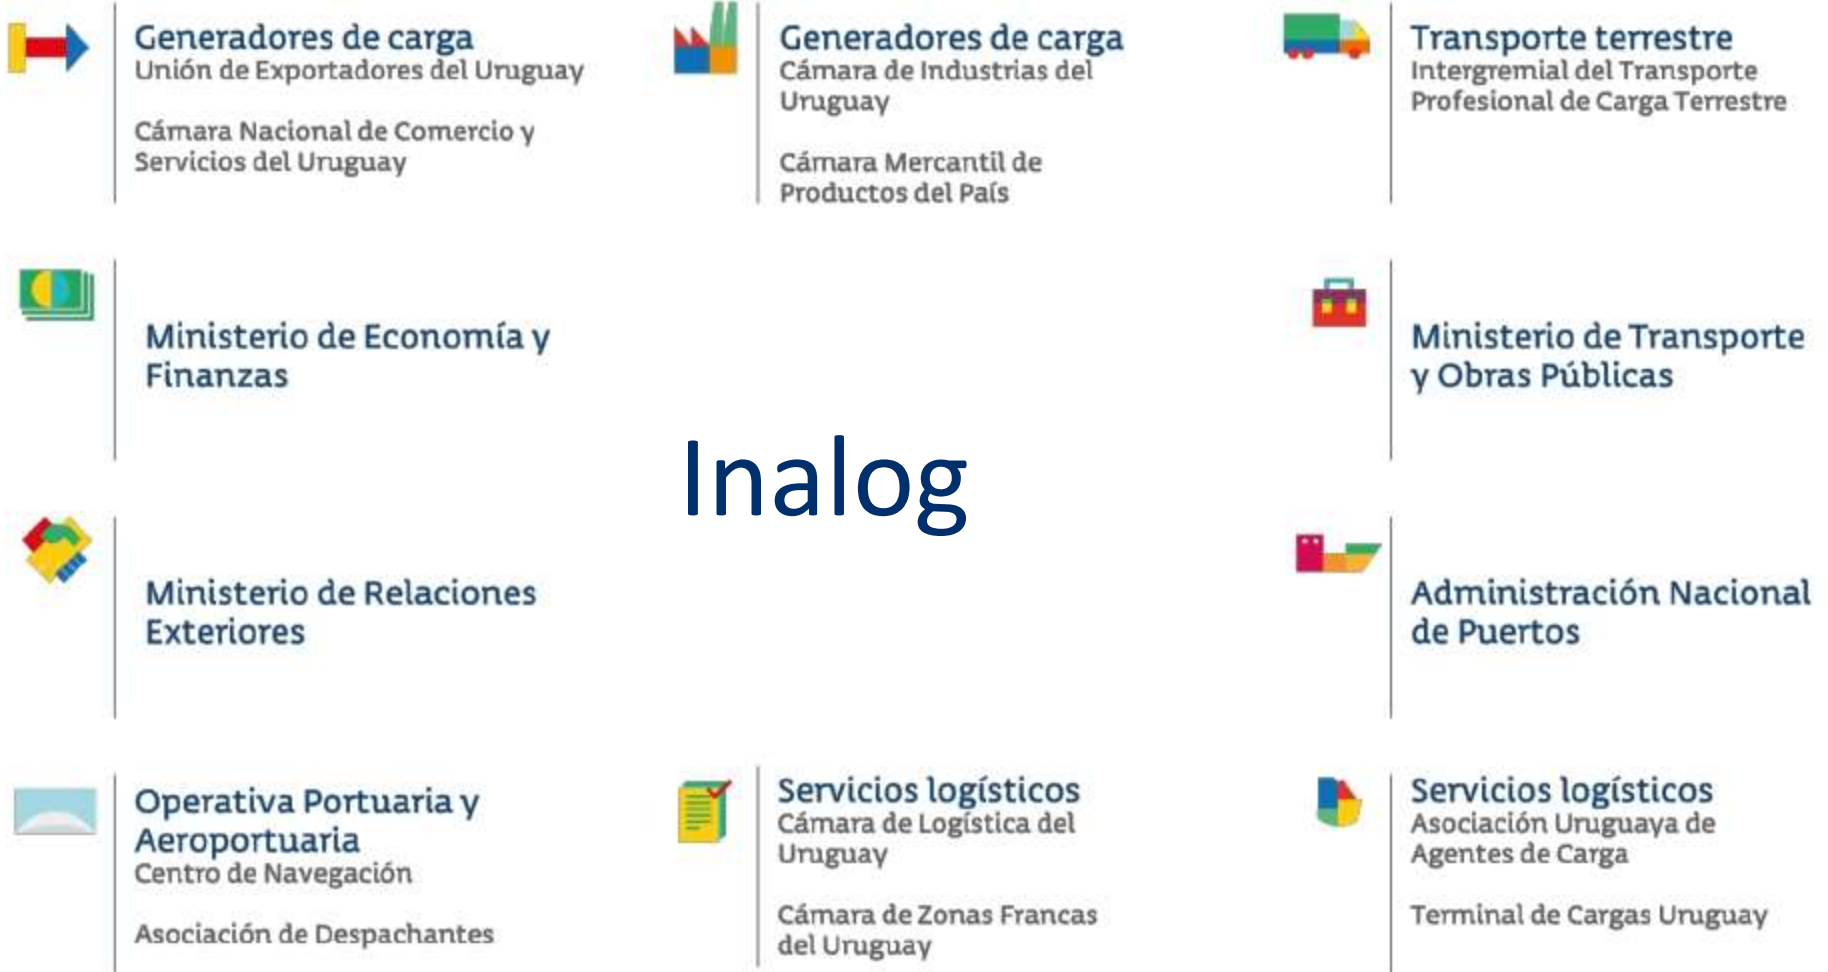 Generadores de carga
Unión de Exportadores del Uruguay
Cámara Nacional de Comercio y
Servicios del Uruguay
Generadores de carga
Cámara de Industrias del
Uruguay
Cámara Mercantil de
Productos del País
Transporte terrestre
Intergremial del Transporte
Profesional de Carga Terrestre
Ministerio de Economía y
Finanzas
Ministerio de Transporte
y Obras Públicas
Inalog
Ministerio de Relaciones
Exteriores
Administración Nacional
de Puertos
Operativa Portuaria y
Aeroportuaria
Centro de Navegación
Asociación de Despachantes
Servicios logísticos
Cámara de Logística del
Uruguay
Cámara de Zonas Francas
del Uruguay
Servicios logísticos
Asociación Uruguaya de
Agentes de Carga
Terminal de Cargas Uruguay